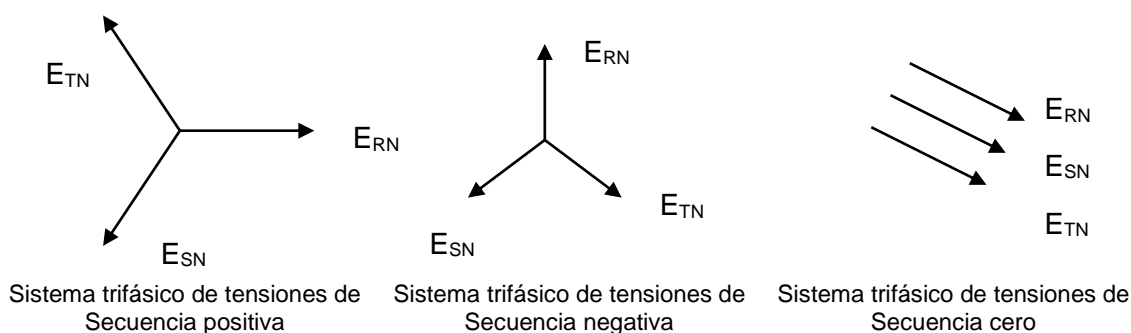 E_TN
E_RN
E_SN
Sistema trifásico de tensiones de
Secuencia positiva
E_RN
E_TN
E_SN
Sistema trifásico de tensiones de
Secuencia negativa
E_RN
E_SN
E_TN
Sistema trifásico de tensiones de
Secuencia cero